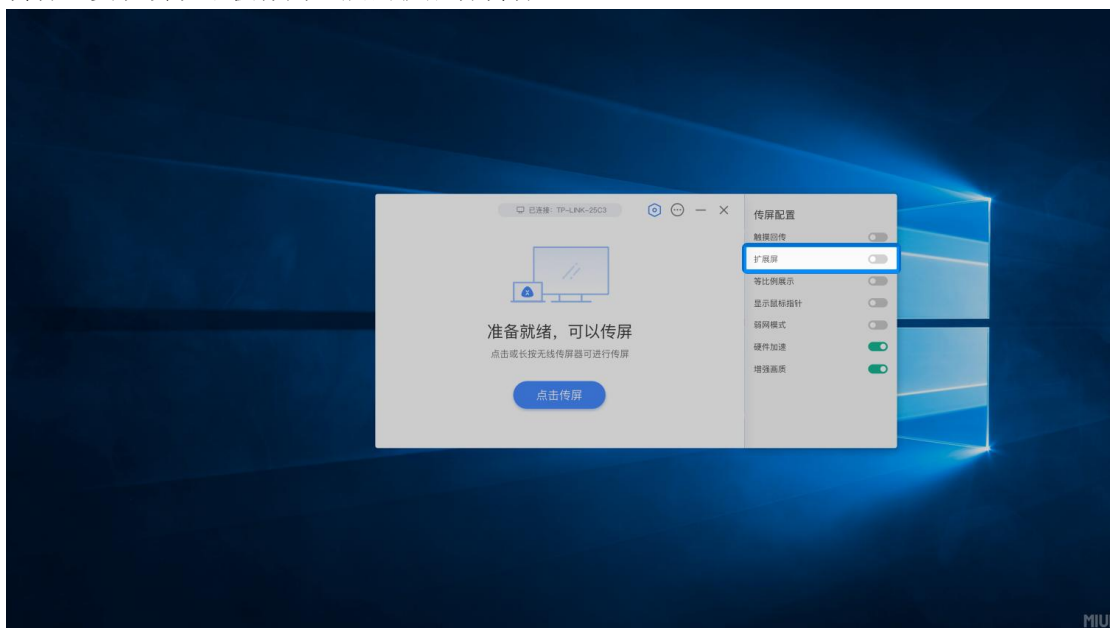 已连接: TP-LINK-25C3
准备就绪，可以传屏
点击或长按无线传屏器可进行传屏
点击传屏
传屏配置
触摸回传
扩展屏
等比例展示
显示鼠标指针
弱网模式
硬件加速
增强画质
MIU